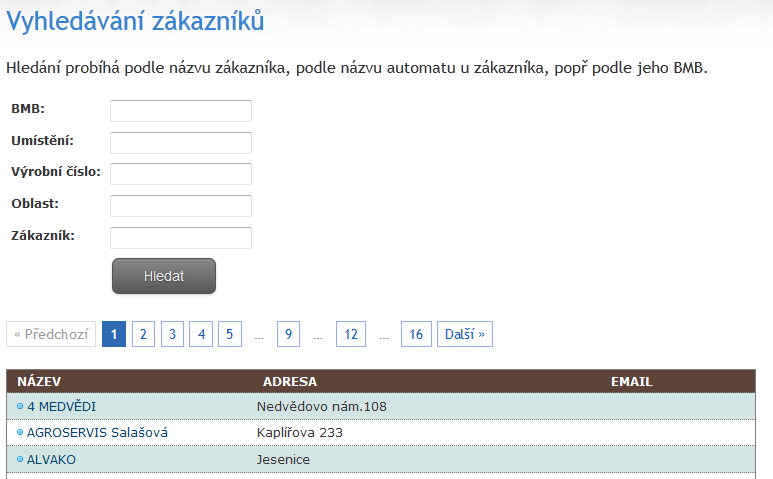 Vyhledávání zákazníků
Hledání probíhá podle názvu zákazníka, podle názvu automatu u zákazníka, popř podle jeho BMB.
BMB:
Umístění:
Výrobní číslo:
Oblast:
Zákazník:
Hledat
« Předchozí 1 2 3 4 5 ... 9 ... 12 ... 16 Další »
NÁZEV ADRESA EMAIL
4 MEDVĚDI Nedvědovo nám.108
AGROSERVIS Salašová Kaplířova 233
ALVAKO Jesenice